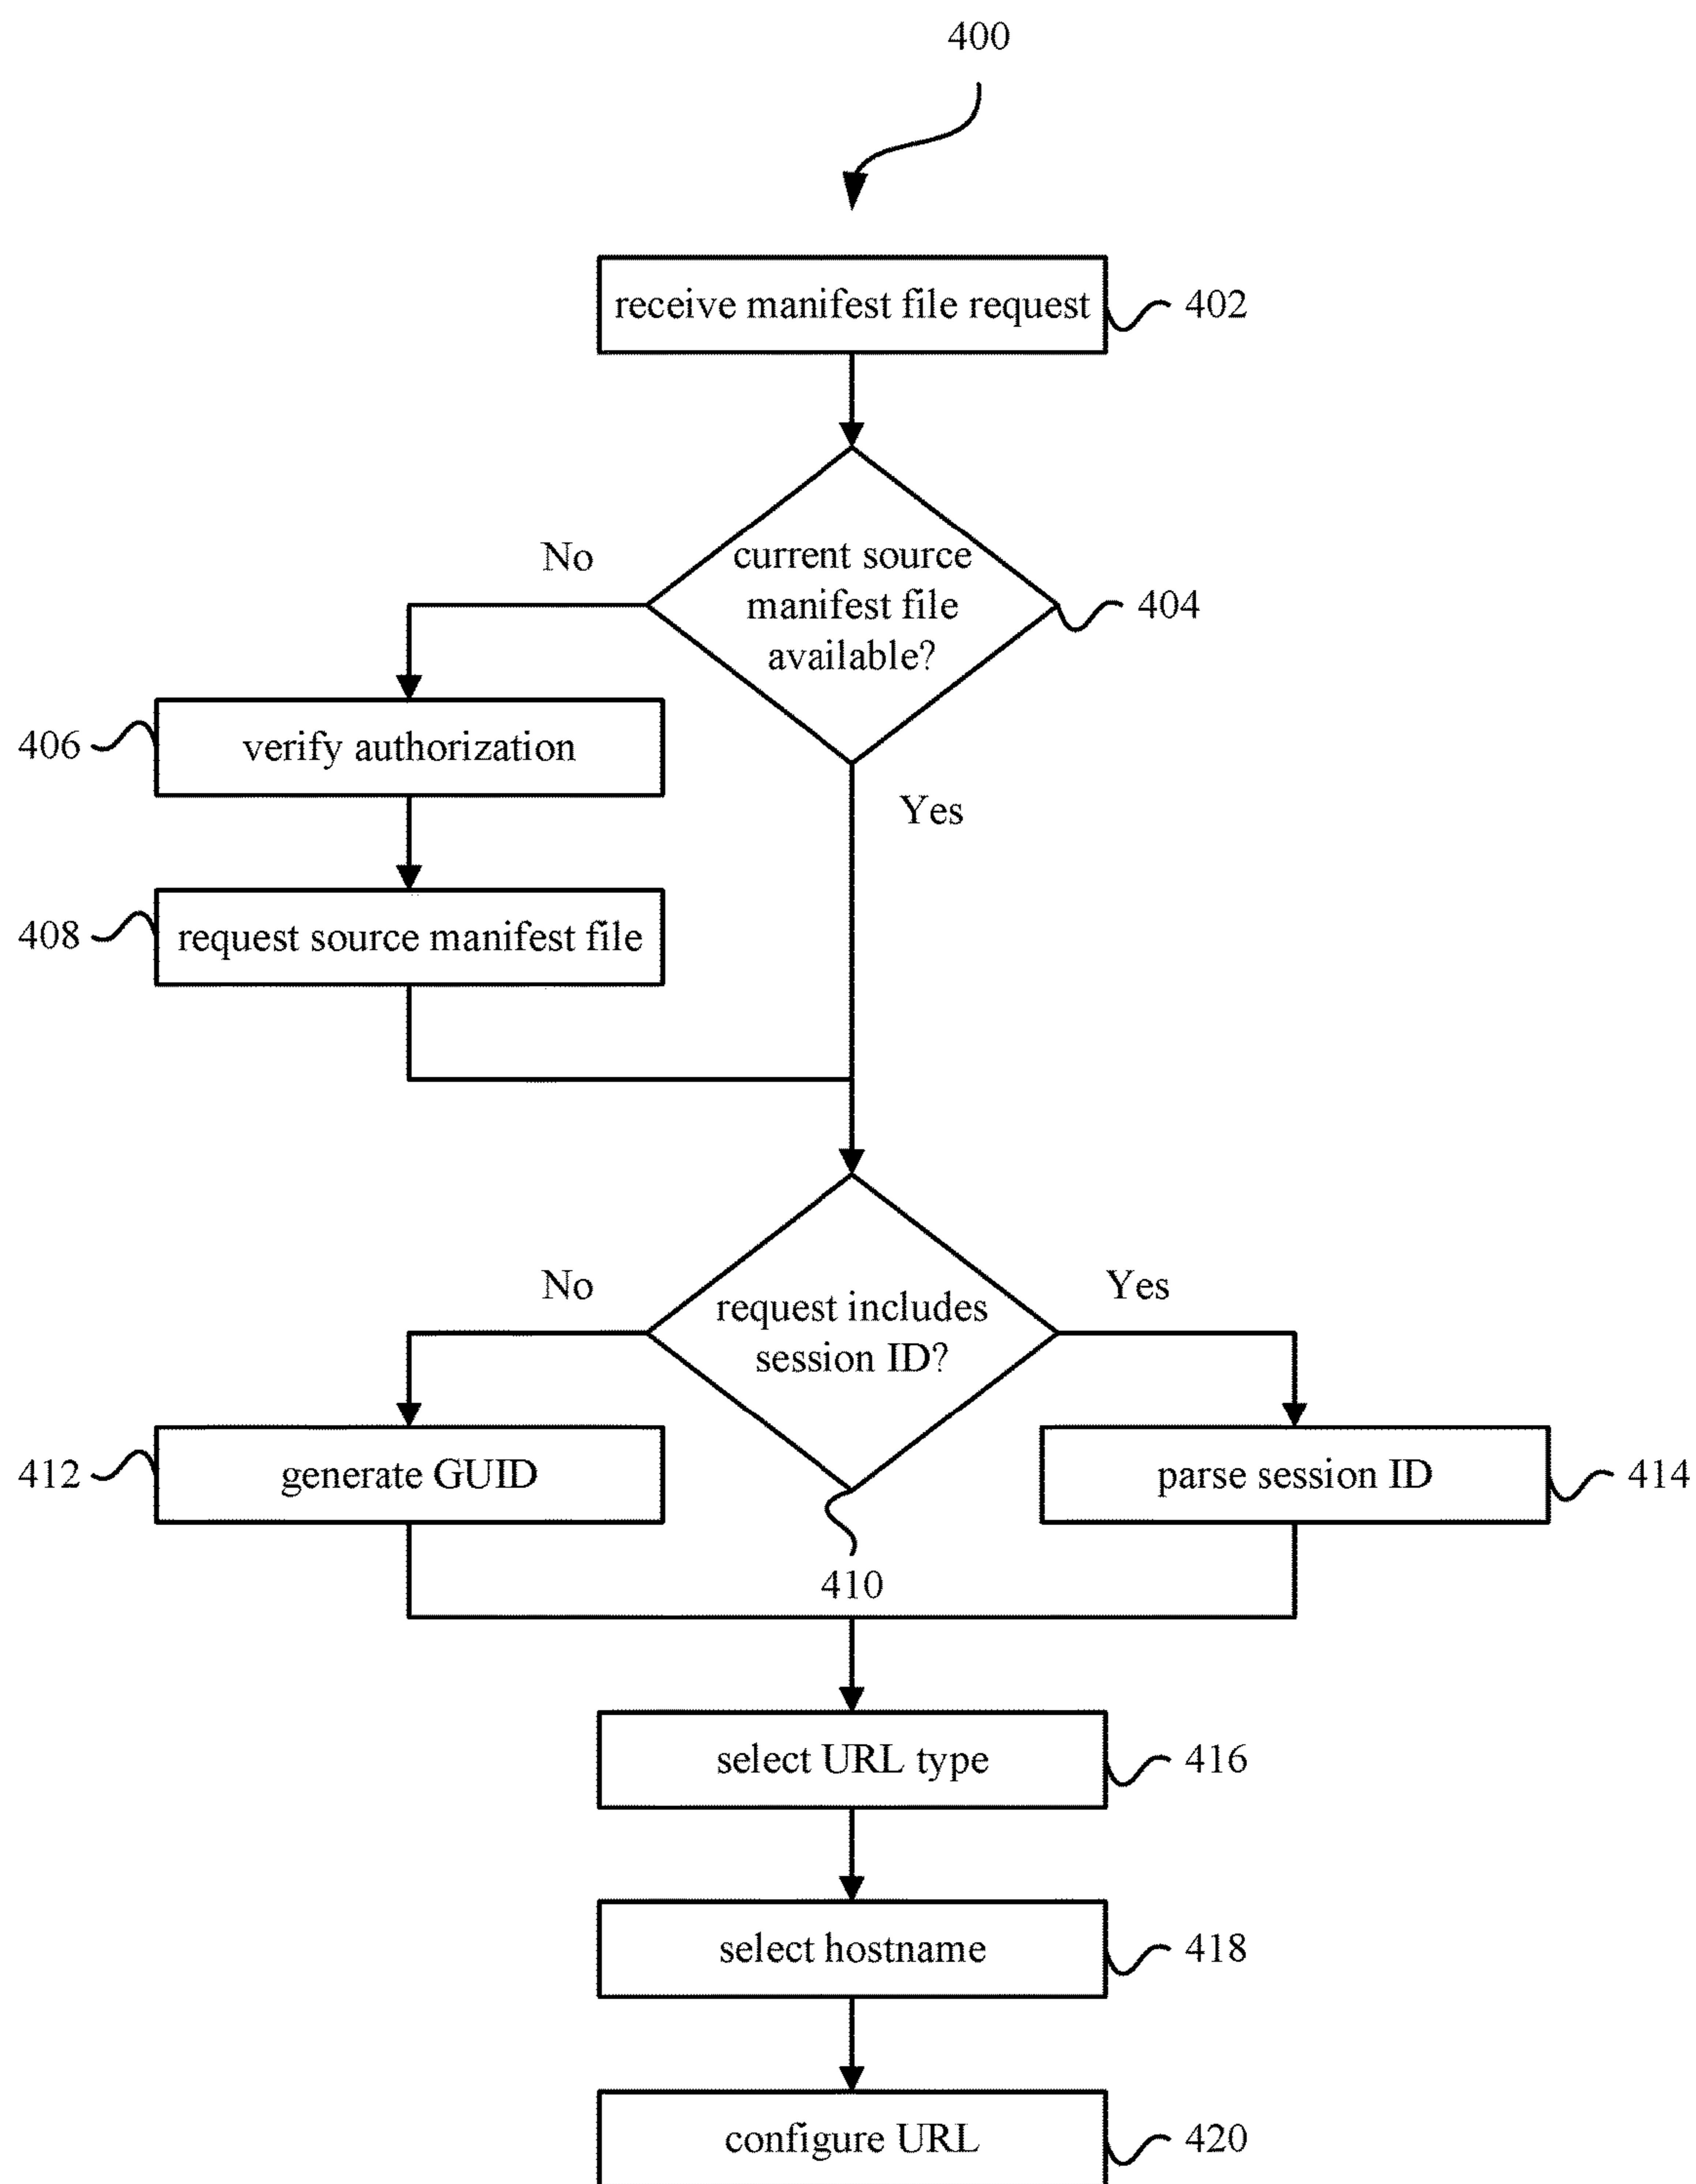 400
receive manifest file request
402
No
current source
manifest file
available?
404
406
verify authorization
Yes
408
request source manifest file
No
request includes
session ID?
Yes
412
generate GUID
parse session ID
414
410
select URL type
416
select hostname
418
configure URL
420